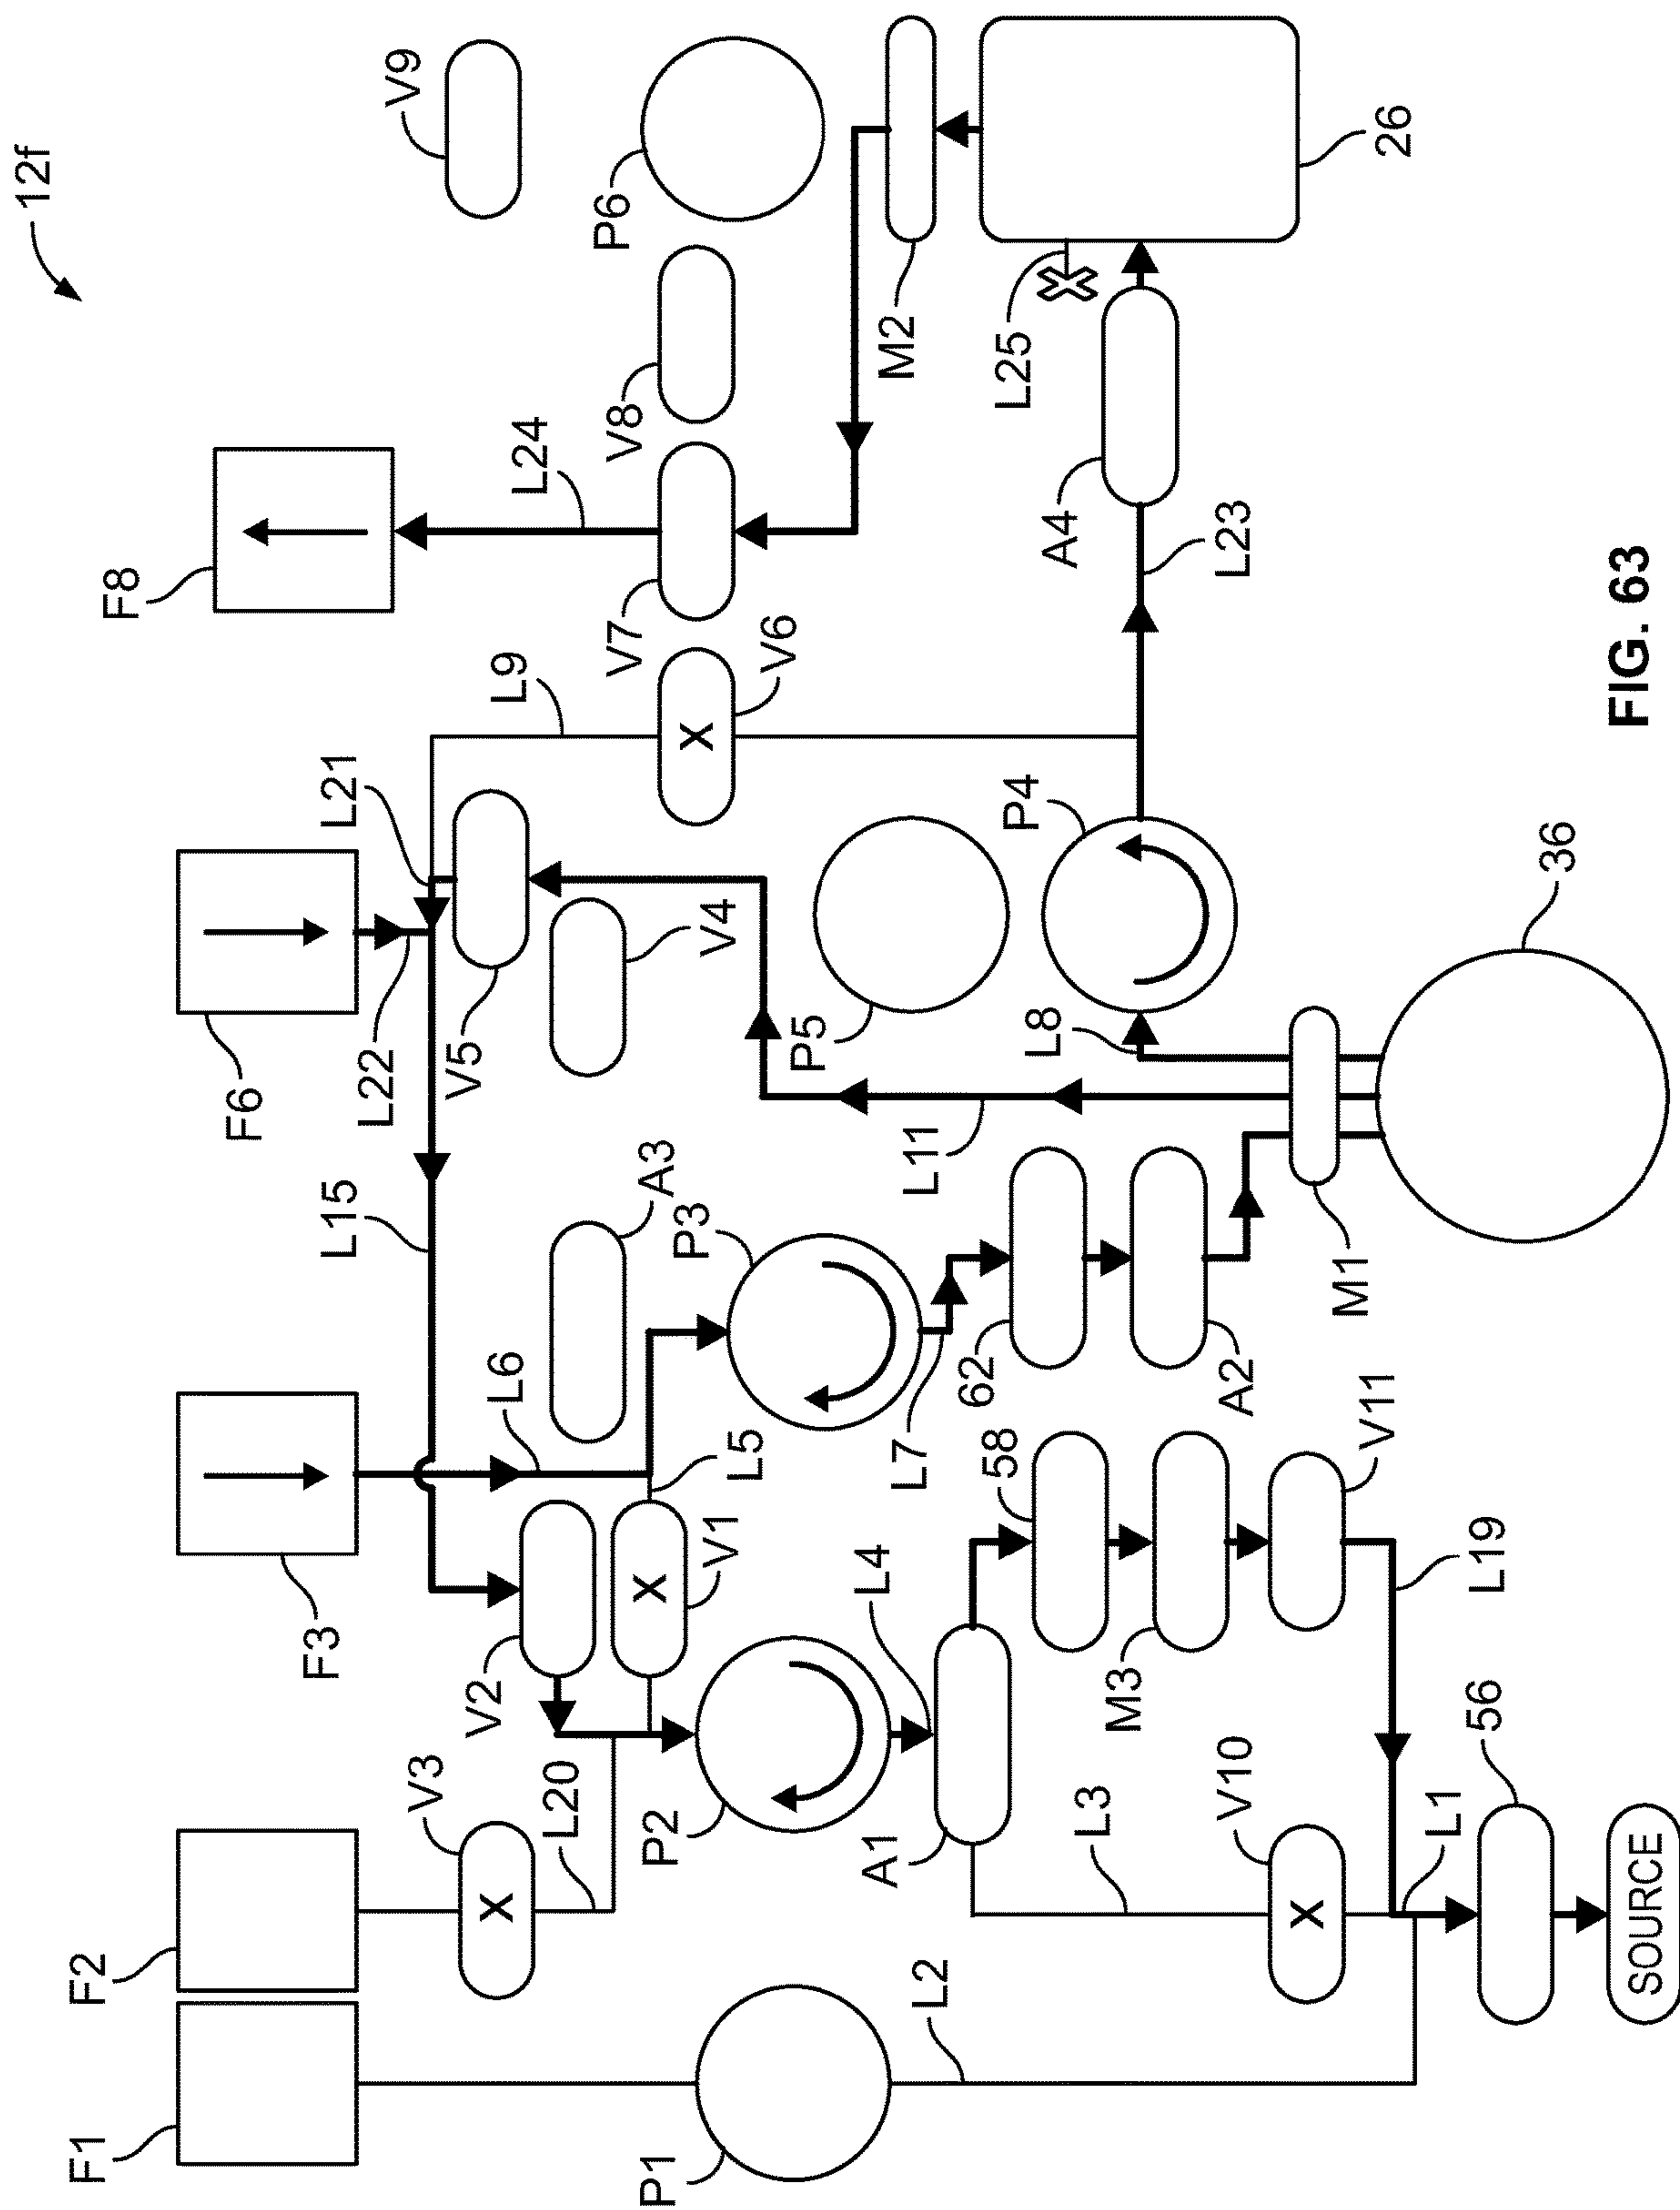 12f
F1
F2
F3
F6
F8
V9
L15
L22
L21
L9
L24
V3
L6
V2
L20
V1
L5
A3
V5
V4
V7
V8
V6
P6
P1
P2
P3
P5
P4
M2
L4
L7
L11
L8
A1
62
A2
A4
L25
L23
L2
L3
58
M3
V10
V11
M1
L1
L19
56
36
26
X
X
X
X
SOURCE
FIG. 63